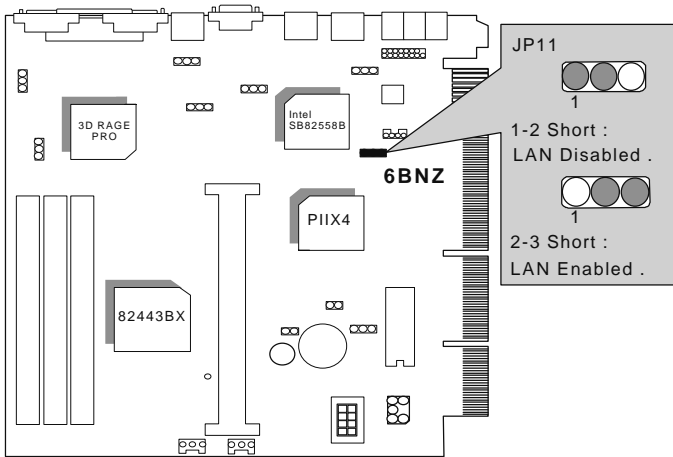 JP11
1
1-2 Short :
LAN Disabled .
1
2-3 Short :
LAN Enabled .
3D RAGE
PRO
Intel
SB82558B
6BNZ
PIIX4
82443BX